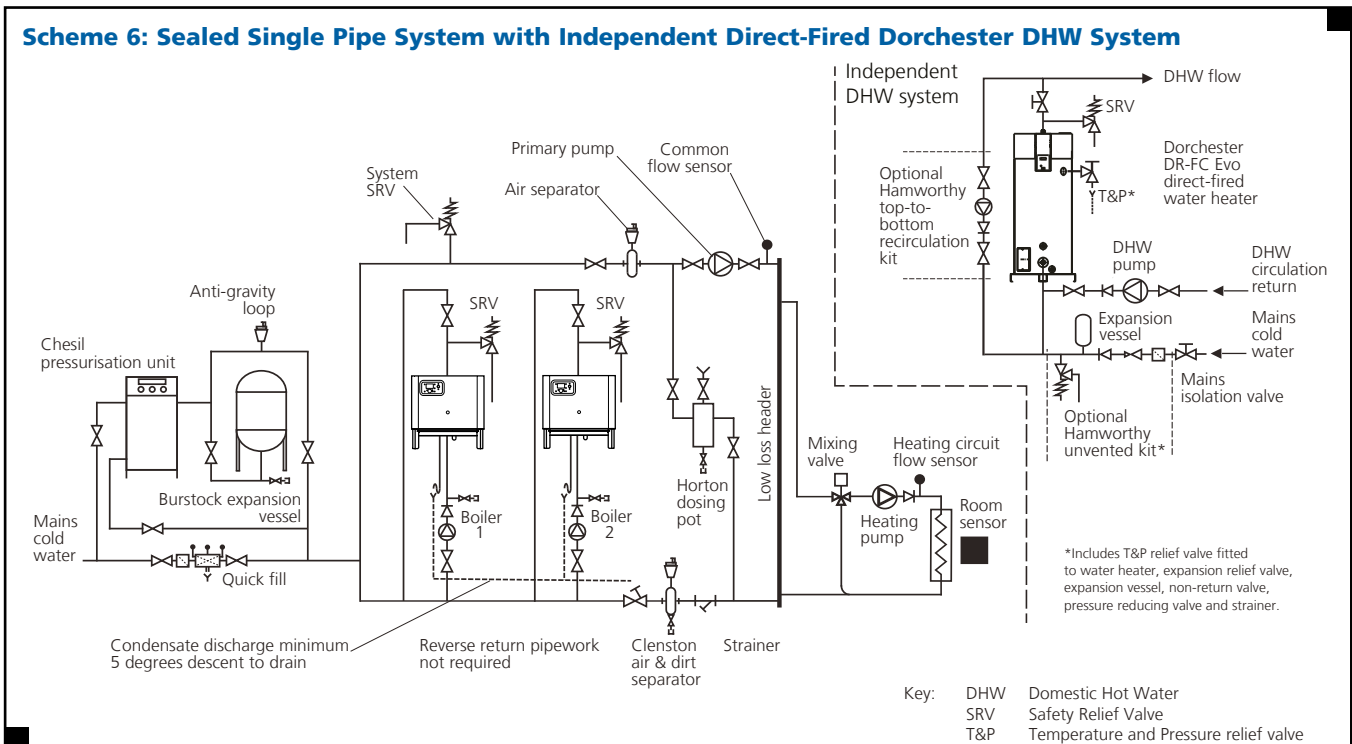 Scheme 6: Sealed Single Pipe System with Independent Direct-Fired Dorchester DHW System
Independent
DHW system
DHW flow
SRV
Dorchester
DR-FC Evo
direct-fired
water heater
T&P*
Optional
Hamworthy
top-to-
bottom
recirculation
kit
DHW
pump
DHW
circulation
return
Expansion
vessel
Mains
cold
water
Mains
isolation valve
Optional
Hamworthy
unvented kit*
Primary pump
Common
flow sensor
Air separator
System
SRV
Anti-gravity
loop
Chesil
pressurisation unit
SRV
SRV
Burstock expansion
vessel
Mains
cold
water
Quick fill
Boiler
1
Boiler
2
Horton
dosing
pot
Low loss header
Mixing
valve
Heating circuit
flow sensor
Heating
pump
Room
sensor
*Includes T&P relief valve fitted
to water heater, expansion relief valve,
expansion vessel, non-return valve,
pressure reducing valve and strainer.
Condensate discharge minimum
5 degrees descent to drain
Reverse return pipework
not required
Clenston
air & dirt
separator
Strainer
Key: DHW Domestic Hot Water
SRV Safety Relief Valve
T&P Temperature and Pressure relief valve